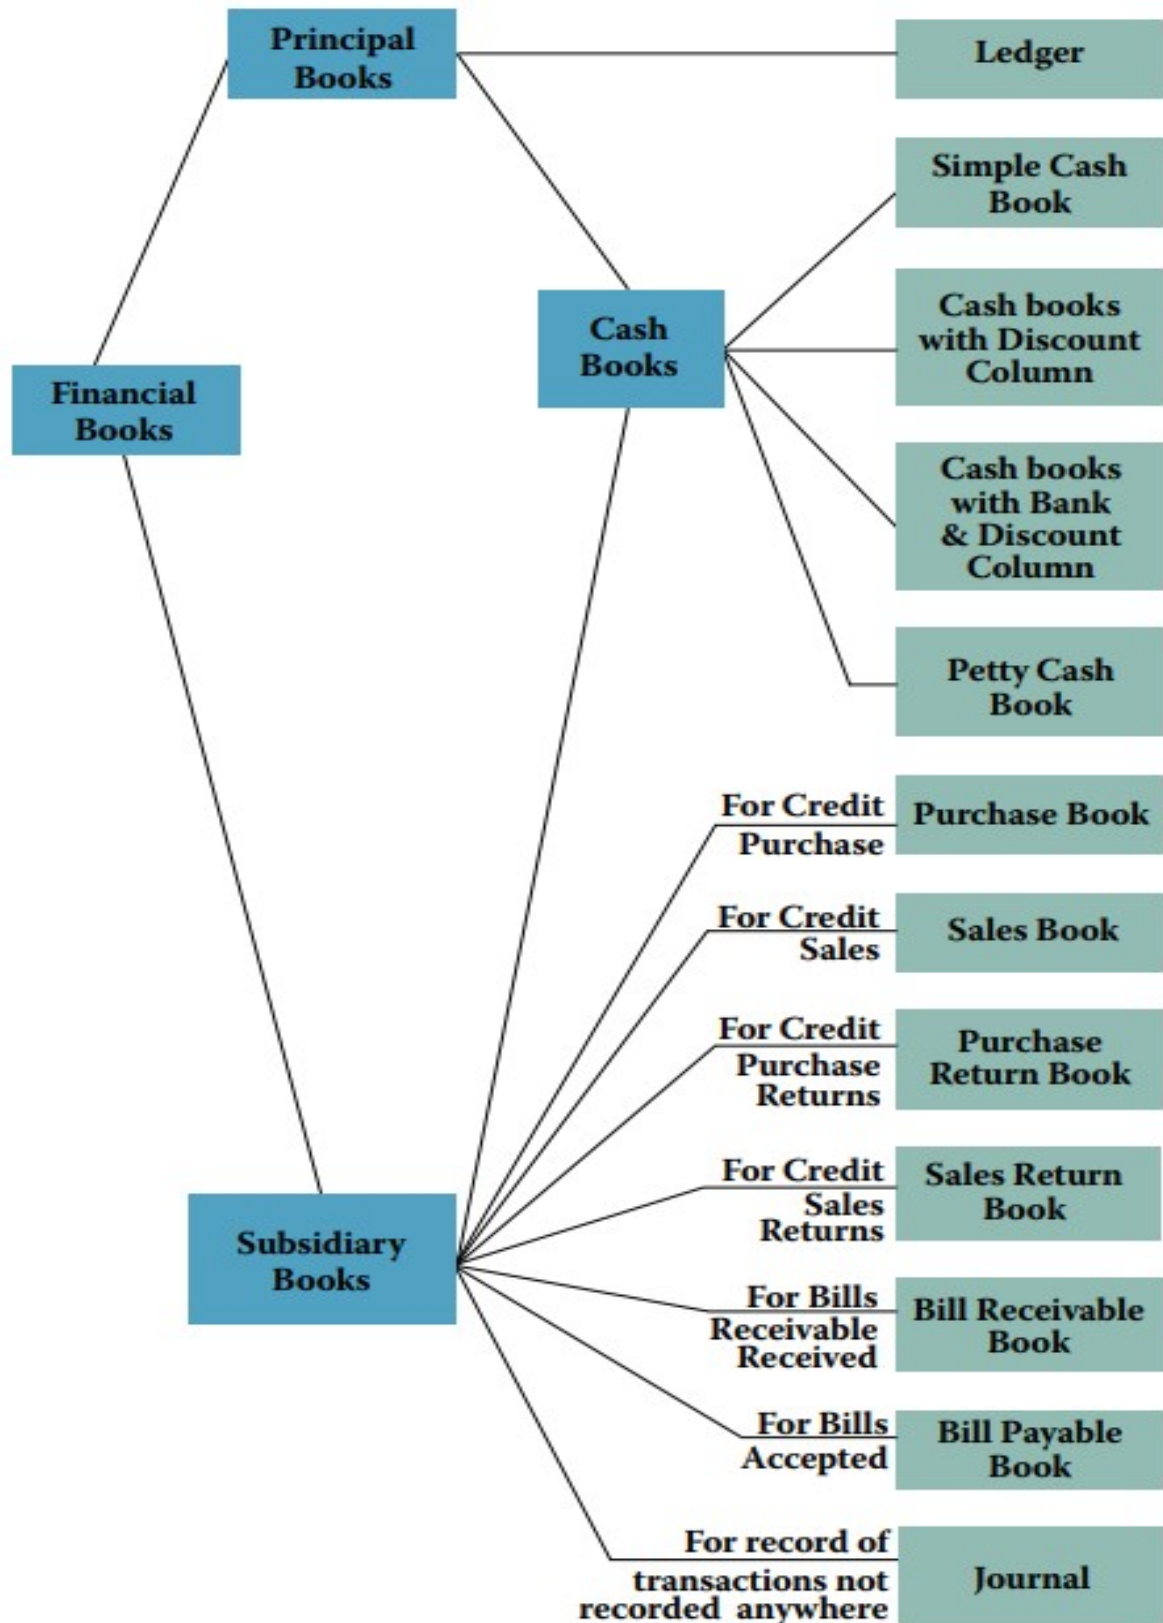 Principal
Books
Ledger
Simple Cash
Book
Cash
Books
Cash books
with Discount
Column
Financial
Books
Cash books
with Bank
& Discount
Column
Petty Cash
Book
For Credit
Purchase
Purchase Book
For Credit
Sales
Sales Book
For Credit
Purchase
Returns
Purchase
Return Book
For Credit
Sales
Returns
Sales Return
Book
Subsidiary
Books
For Bills
Receivable
Received
Bill Receivable
Book
For Bills
Accepted
Bill Payable
Book
For record of
transactions not
recorded anywhere
Journal